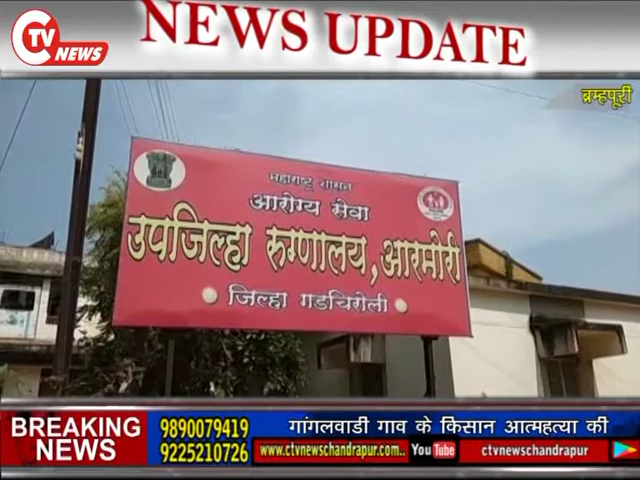 C TV NEWS
NEWS UPDATE
ब्रम्हपूरी
महाराष्ट्र शासन
आरोग्य सेवा
उपजिल्हा रुग्णालय, आरमोरी
जिल्हा गडचिरोली
BREAKING NEWS
9890079419
9225210726
गांगलवाडी गाव के किसान आत्महत्या की
www.ctvnewschandrapur.com
YouTube
ctvnewschandrapur